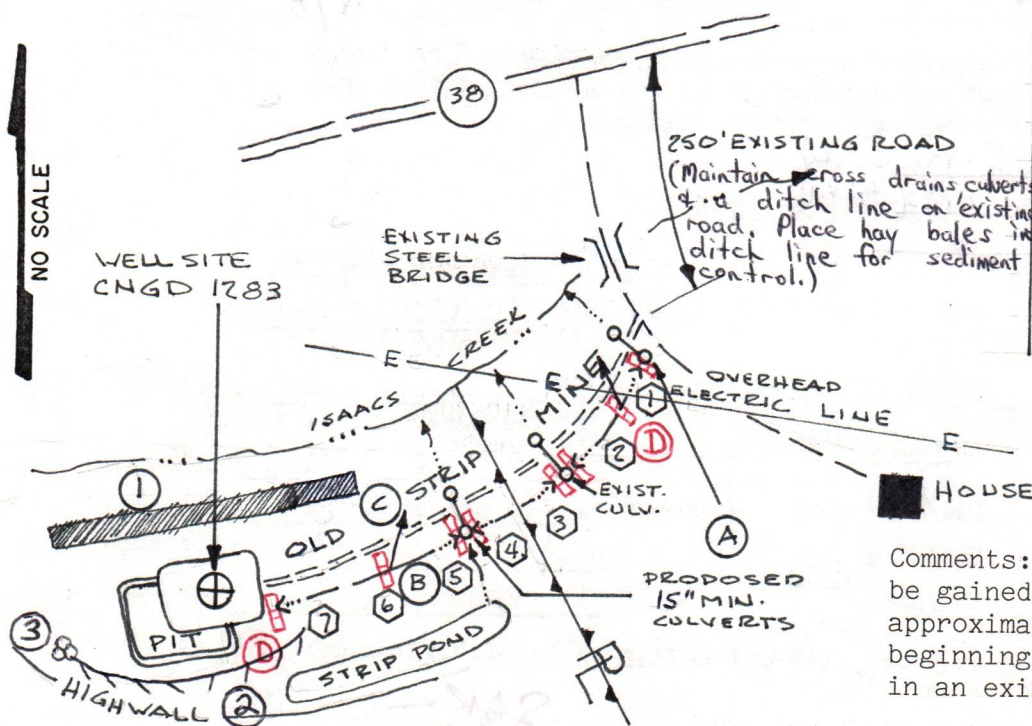 38
NO SCALE
250' EXISTING ROAD
(Maintain cross drains culverts
& a ditch line on existing
road. Place hay bales in
ditch line for sediment
control.)
EXISTING
STEEL
BRIDGE
WELL SITE
CNGD 1283
ISAACS CREEK
E
E
E
OVERHEAD
ELECTRIC LINE
OLD STRIP MINE
1
2
D
EXIST.
CULV.
3
A
HOUSE
1
C
4
5
B
6
7
D
PROPOSED
15" MIN.
CULVERTS
PIT
STRIP POND
3
HIGHWALL
2
Comments:
be gained
approxima
beginning
in an exi